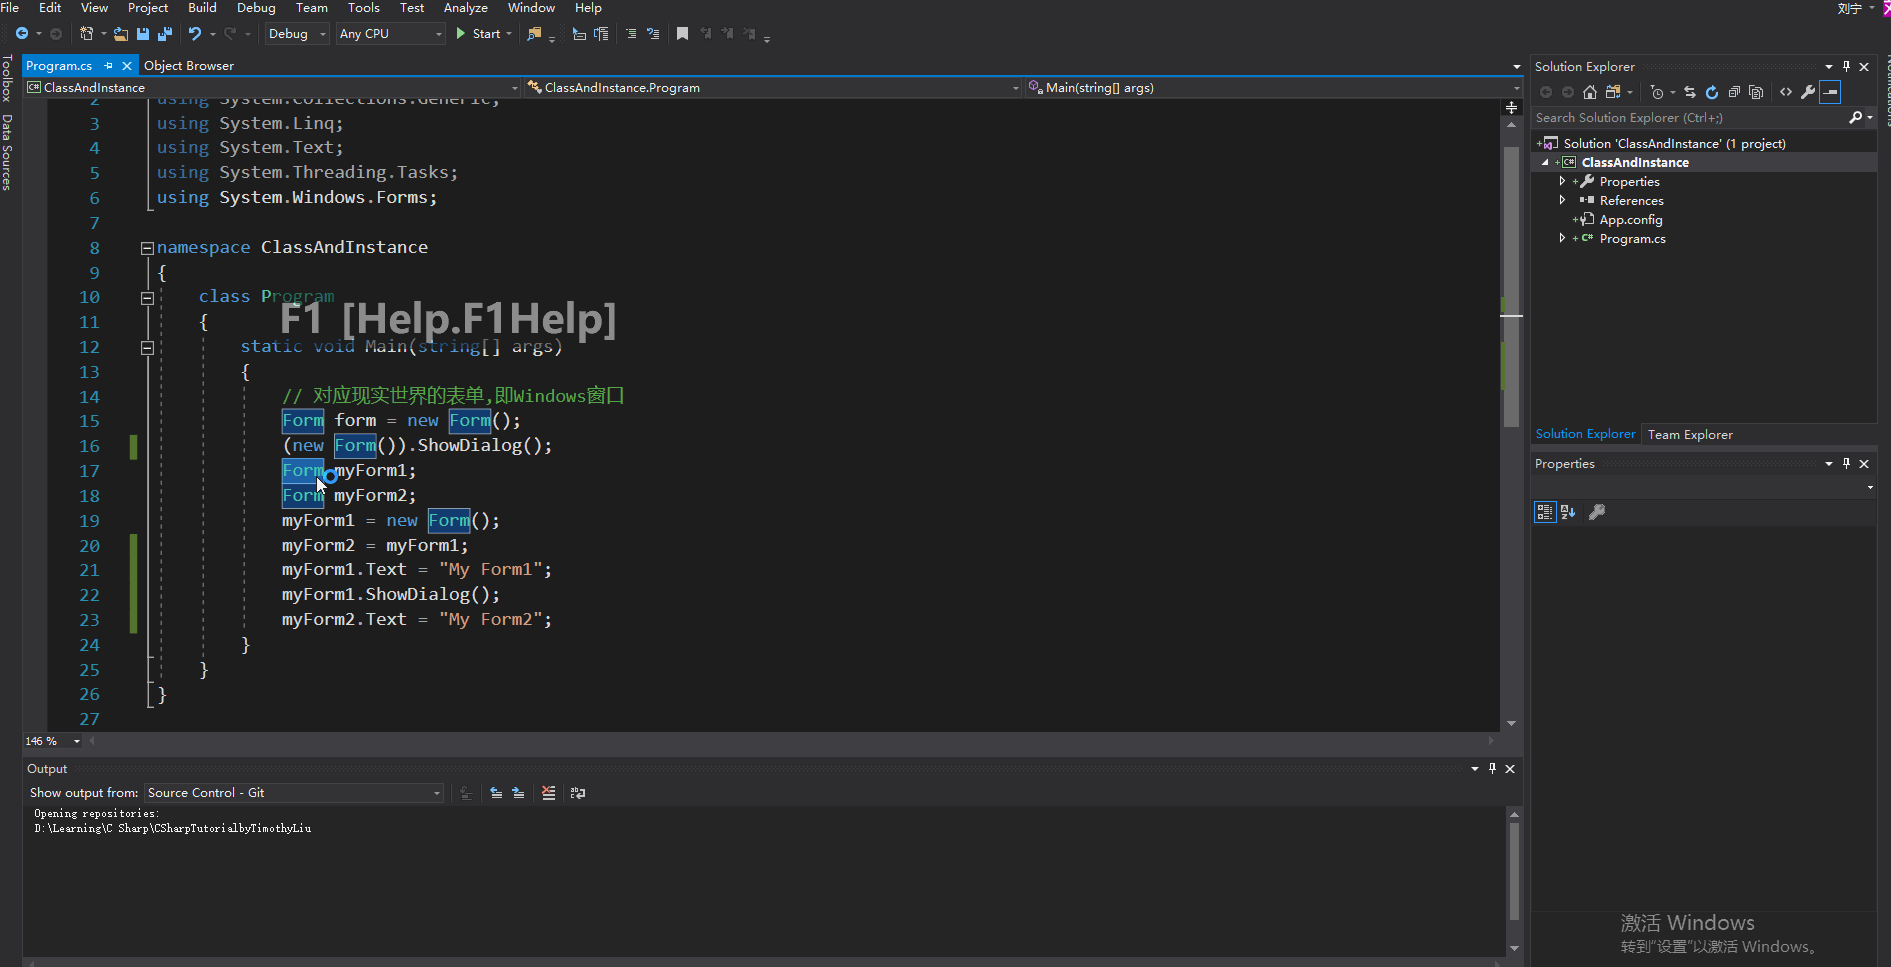 File Edit View Project Build Debug Team Tools Test Analyze Window Help
刘宁
Debug Any CPU Start
Toolbox
Data Sources
Notifications
Program.cs Object Browser
ClassAndInstance ClassAndInstance.Program Main(string[] args)
2 using System.Collections.Generic;
3 using System.Linq;
4 using System.Text;
5 using System.Threading.Tasks;
6 using System.Windows.Forms;
7
8 namespace ClassAndInstance
9 {
10 class Program
F1 [Help.F1Help]
11 {
12 static void Main(string[] args)
13 {
14 // 对应现实世界的表单,即Windows窗口
15 Form form = new Form();
16 (new Form()).ShowDialog();
17 Form myForm1;
18 Form myForm2;
19 myForm1 = new Form();
20 myForm2 = myForm1;
21 myForm1.Text = "My Form1";
22 myForm1.ShowDialog();
23 myForm2.Text = "My Form2";
24 }
25 }
26 }
27
146 %
Output
Show output from: Source Control - Git
Opening repositories:
D:\Learning\C Sharp\CSharpTutorialbyTimothyLiu
Solution Explorer
Search Solution Explorer (Ctrl+;)
Solution 'ClassAndInstance' (1 project)
ClassAndInstance
Properties
References
App.config
Program.cs
Solution Explorer Team Explorer
Properties
激活 Windows
转到"设置"以激活 Windows。